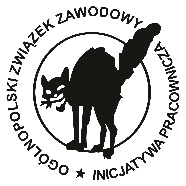 OGÓLNOPOLSKI ZWIĄZEK ZAWODOWY
INICJATYWA PRACOWNICZA